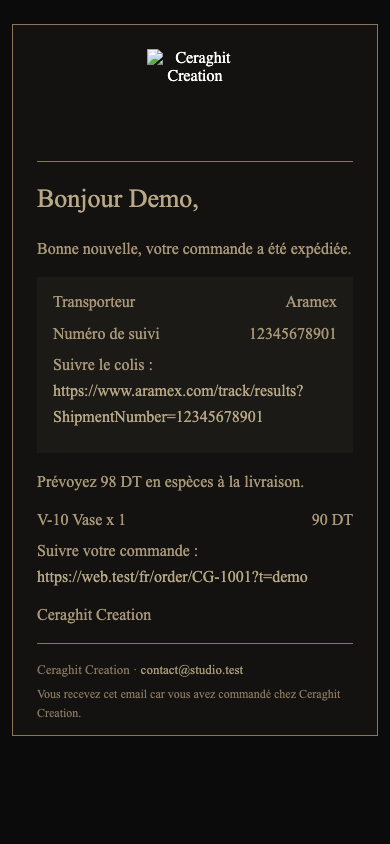 Ceraghit
Creation
Bonjour Demo,
Bonne nouvelle, votre commande a été expédiée.
Transporteur Aramex
Numéro de suivi 12345678901
Suivre le colis :
https://www.aramex.com/track/results?
ShipmentNumber=12345678901
Prévoyez 98 DT en espèces à la livraison.
V-10 Vase x 1 90 DT
Suivre votre commande :
https://web.test/fr/order/CG-1001?t=demo
Ceraghit Creation
Ceraghit Creation · contact@studio.test
Vous recevez cet email car vous avez commandé chez Ceraghit
Creation.